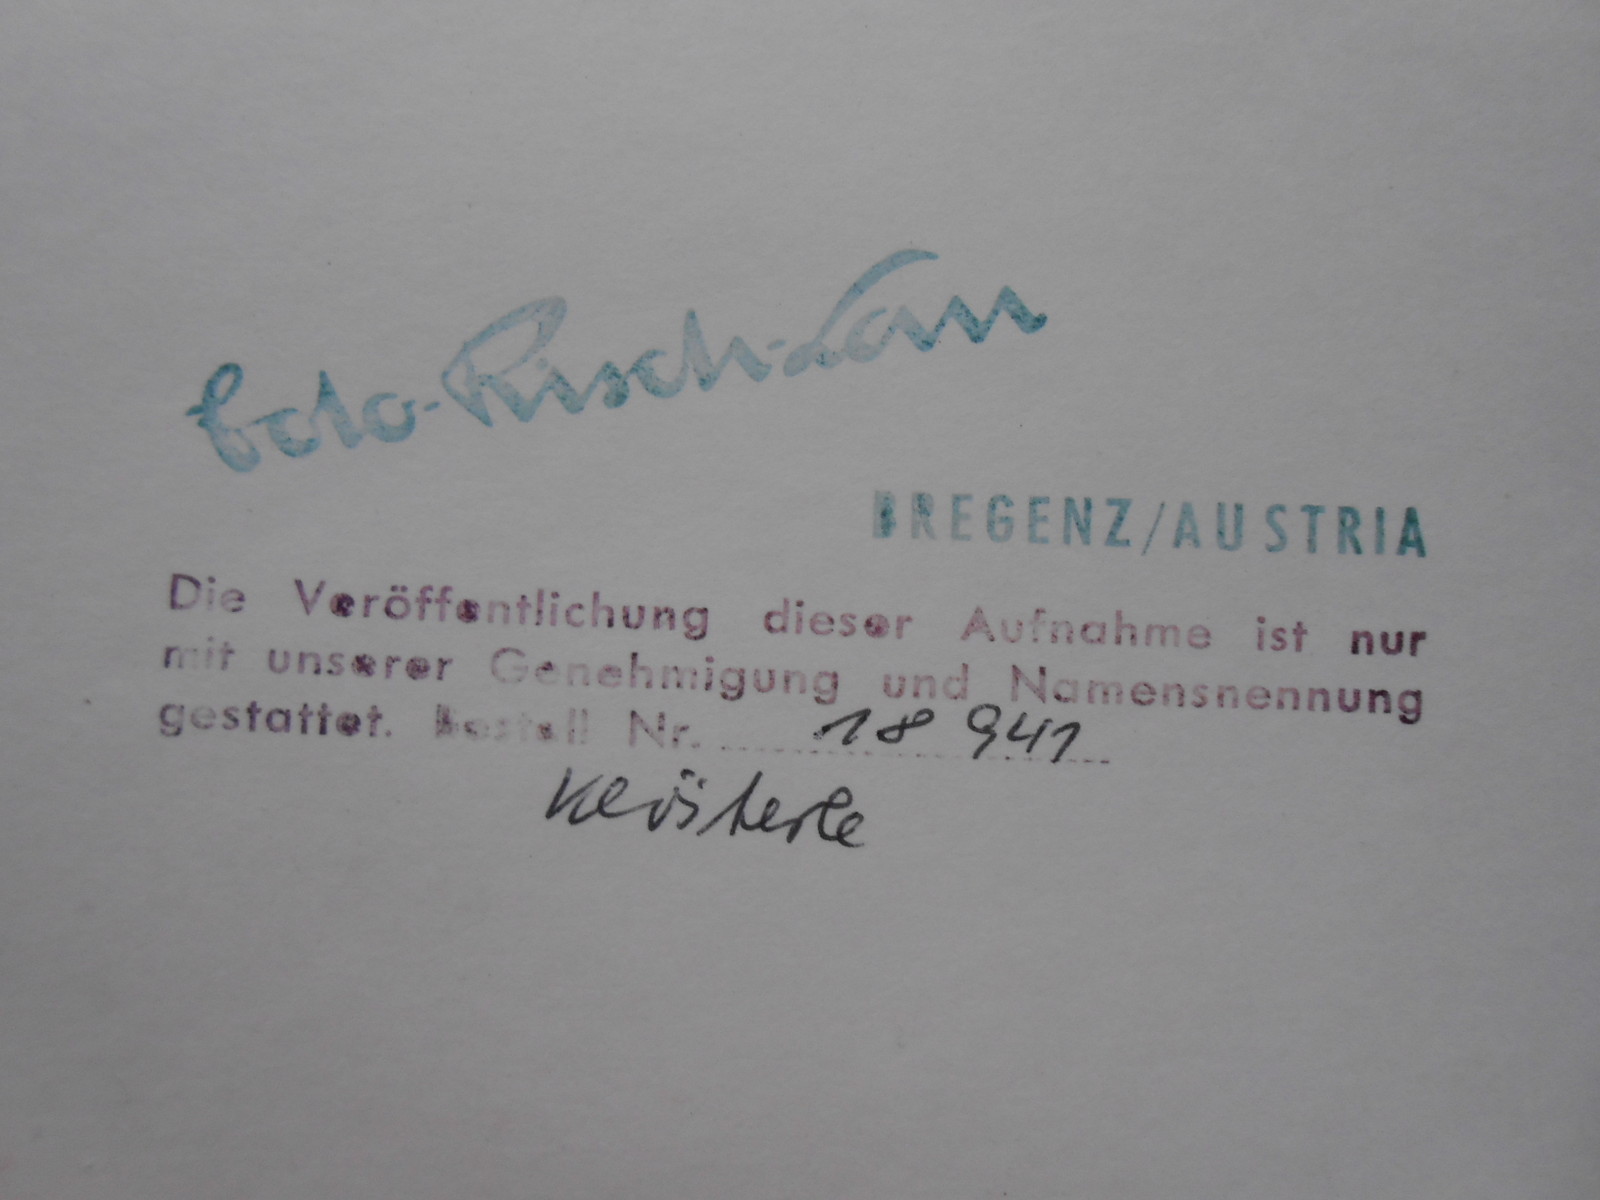 Foto-Risch-Lau
BREGENZ/AUSTRIA
Die Veröffentlichung dieser Aufnahme ist nur
mit unserer Genehmigung und Namensnennung
gestattet. Bestell Nr. 18 941
Klösterle